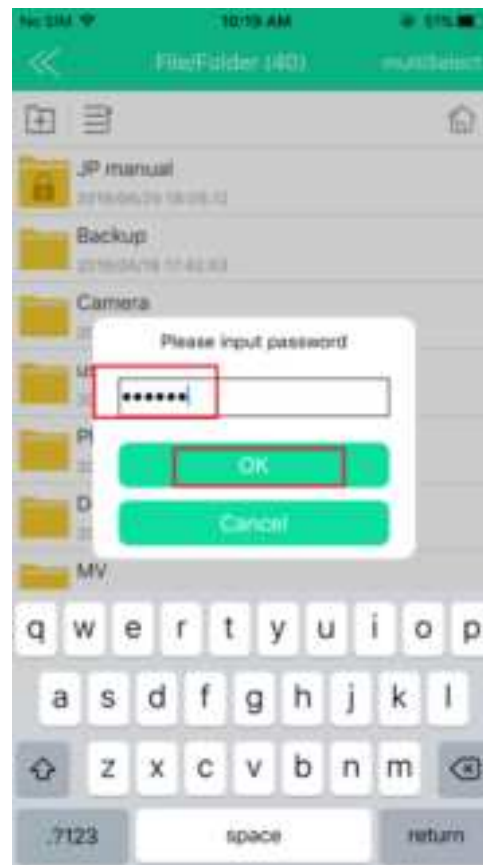 No SIM 10:19 AM 51%
File/Folder (40) multiSelect
JP manual
Backup
Camera
Please input password
••••••
OK
Cancel
MV
q w e r t y u i o p
a s d f g h j k l
z x c v b n m
.?123 space return